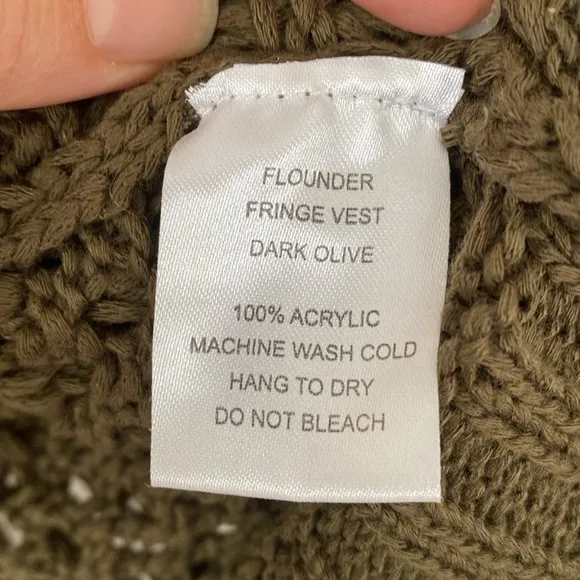 FLOUNDER
FRINGE VEST
DARK OLIVE
100% ACRYLIC
MACHINE WASH COLD
HANG TO DRY
DO NOT BLEACH